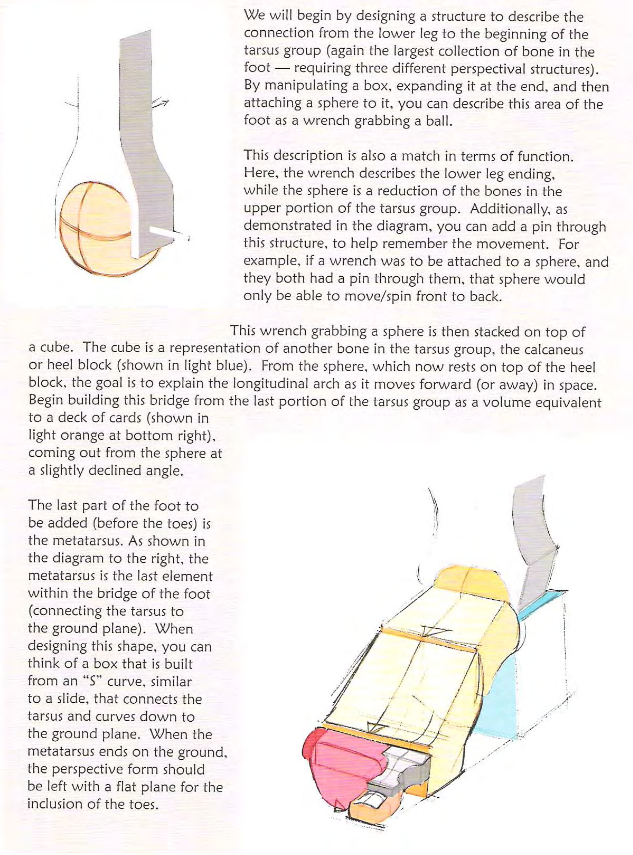 We will begin by designing a structure to describe the
connection from the lower leg to the beginning of the
tarsus group (again the largest collection of bone in the
foot — requiring three different perspectival structures).
By manipulating a box, expanding it at the end, and then
attaching a sphere to it, you can describe this area of the
foot as a wrench grabbing a ball.
This description is also a match in terms of function.
Here, the wrench describes the lower leg ending,
while the sphere is a reduction of the bones in the
upper portion of the tarsus group. Additionally, as
demonstrated in the diagram, you can add a pin through
this structure, to help remember the movement. For
example, if a wrench was to be attached to a sphere, and
they both had a pin through them, that sphere would
only be able to move/spin front to back.
This wrench grabbing a sphere is then stacked on top of
a cube. The cube is a representation of another bone in the tarsus group, the calcaneus
or heel block (shown in light blue). From the sphere, which now rests on top of the heel
block, the goal is to explain the longitudinal arch as it moves forward (or away) in space.
Begin building this bridge from the last portion of the tarsus group as a volume equivalent
to a deck of cards (shown in
light orange at bottom right),
coming out from the sphere at
a slightly declined angle.
The last part of the foot to
be added (before the toes) is
the metatarsus. As shown in
the diagram to the right, the
metatarsus is the last element
within the bridge of the foot
(connecting the tarsus to
the ground plane). When
designing this shape, you can
think of a box that is built
from an “S” curve, similar
to a slide, that connects the
tarsus and curves down to
the ground plane. When the
metatarsus ends on the ground,
the perspective form should
be left with a flat plane for the
inclusion of the toes.